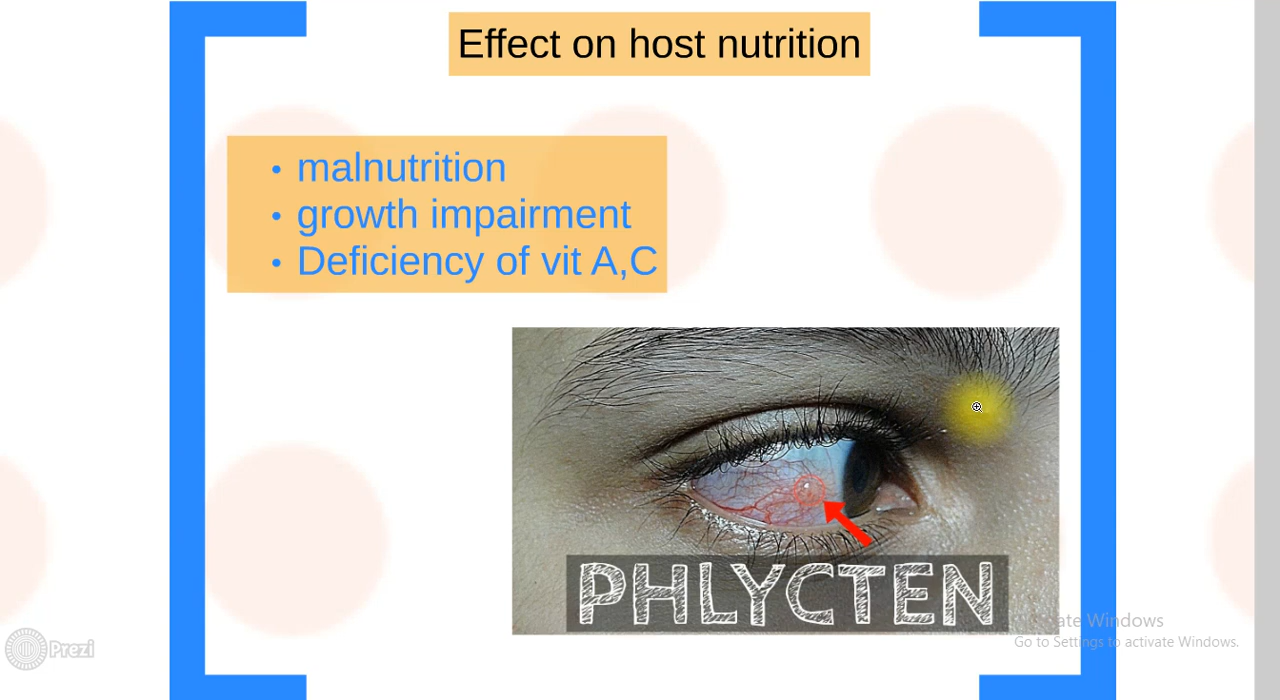 Effect on host nutrition
• malnutrition
• growth impairment
• Deficiency of vit A,C
PHLYCTEN
Windows
Go to Settings to activate Windows.
Prezi